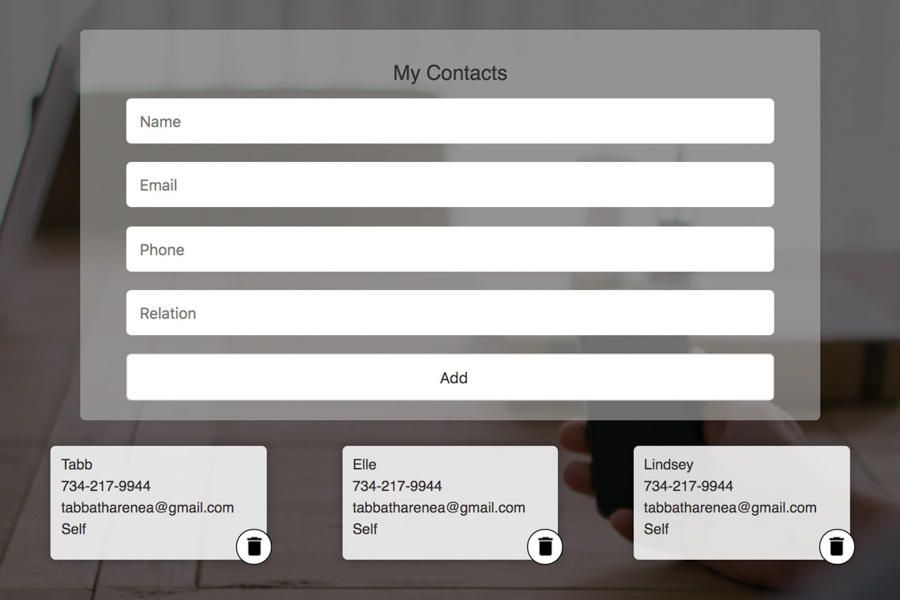 My Contacts
Name
Email
Phone
Relation
Add
Tabb
734-217-9944
tabbatharenea@gmail.com
Self
Elle
734-217-9944
tabbatharenea@gmail.com
Self
Lindsey
734-217-9944
tabbatharenea@gmail.com
Self